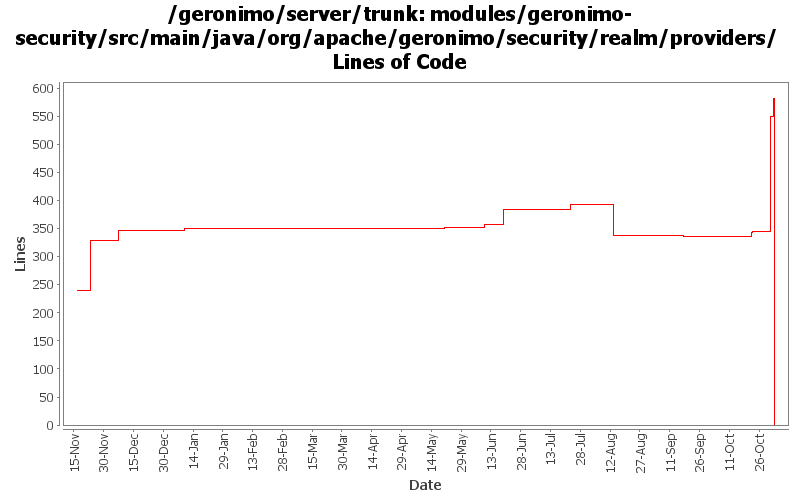 /geronimo/server/trunk: modules/geronimo-
security/src/main/java/org/apache/geronimo/security/realm/providers/
Lines of Code
Lines
600
550
500
450
400
350
300
250
200
150
100
50
0
15-Nov
30-Nov
15-Dec
30-Dec
14-Jan
29-Jan
13-Feb
28-Feb
15-Mar
30-Mar
14-Apr
29-Apr
14-May
29-May
13-Jun
28-Jun
13-Jul
28-Jul
12-Aug
27-Aug
11-Sep
26-Sep
11-Oct
26-Oct
Date